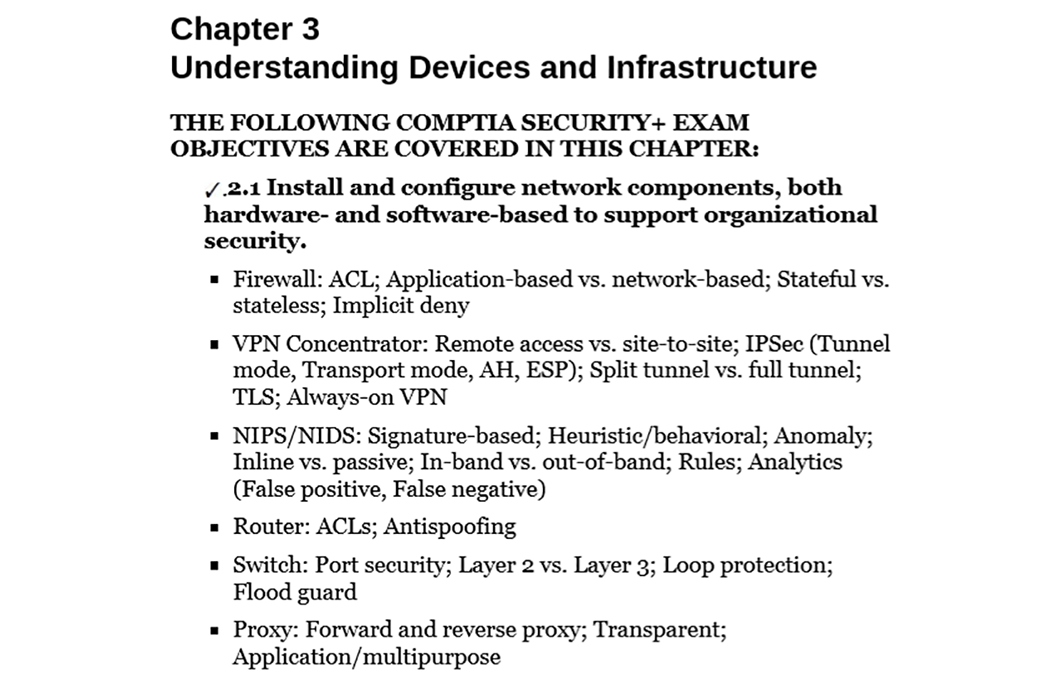 Chapter 3
Understanding Devices and Infrastructure
THE FOLLOWING COMPTIA SECURITY+ EXAM
OBJECTIVES ARE COVERED IN THIS CHAPTER:
✓.2.1 Install and configure network components, both
hardware- and software-based to support organizational
security.
▪ Firewall: ACL; Application-based vs. network-based; Stateful vs.
stateless; Implicit deny
▪ VPN Concentrator: Remote access vs. site-to-site; IPSec (Tunnel
mode, Transport mode, AH, ESP); Split tunnel vs. full tunnel;
TLS; Always-on VPN
▪ NIPS/NIDS: Signature-based; Heuristic/behavioral; Anomaly;
Inline vs. passive; In-band vs. out-of-band; Rules; Analytics
(False positive, False negative)
▪ Router: ACLs; Antispoofing
▪ Switch: Port security; Layer 2 vs. Layer 3; Loop protection;
Flood guard
▪ Proxy: Forward and reverse proxy; Transparent;
Application/multipurpose